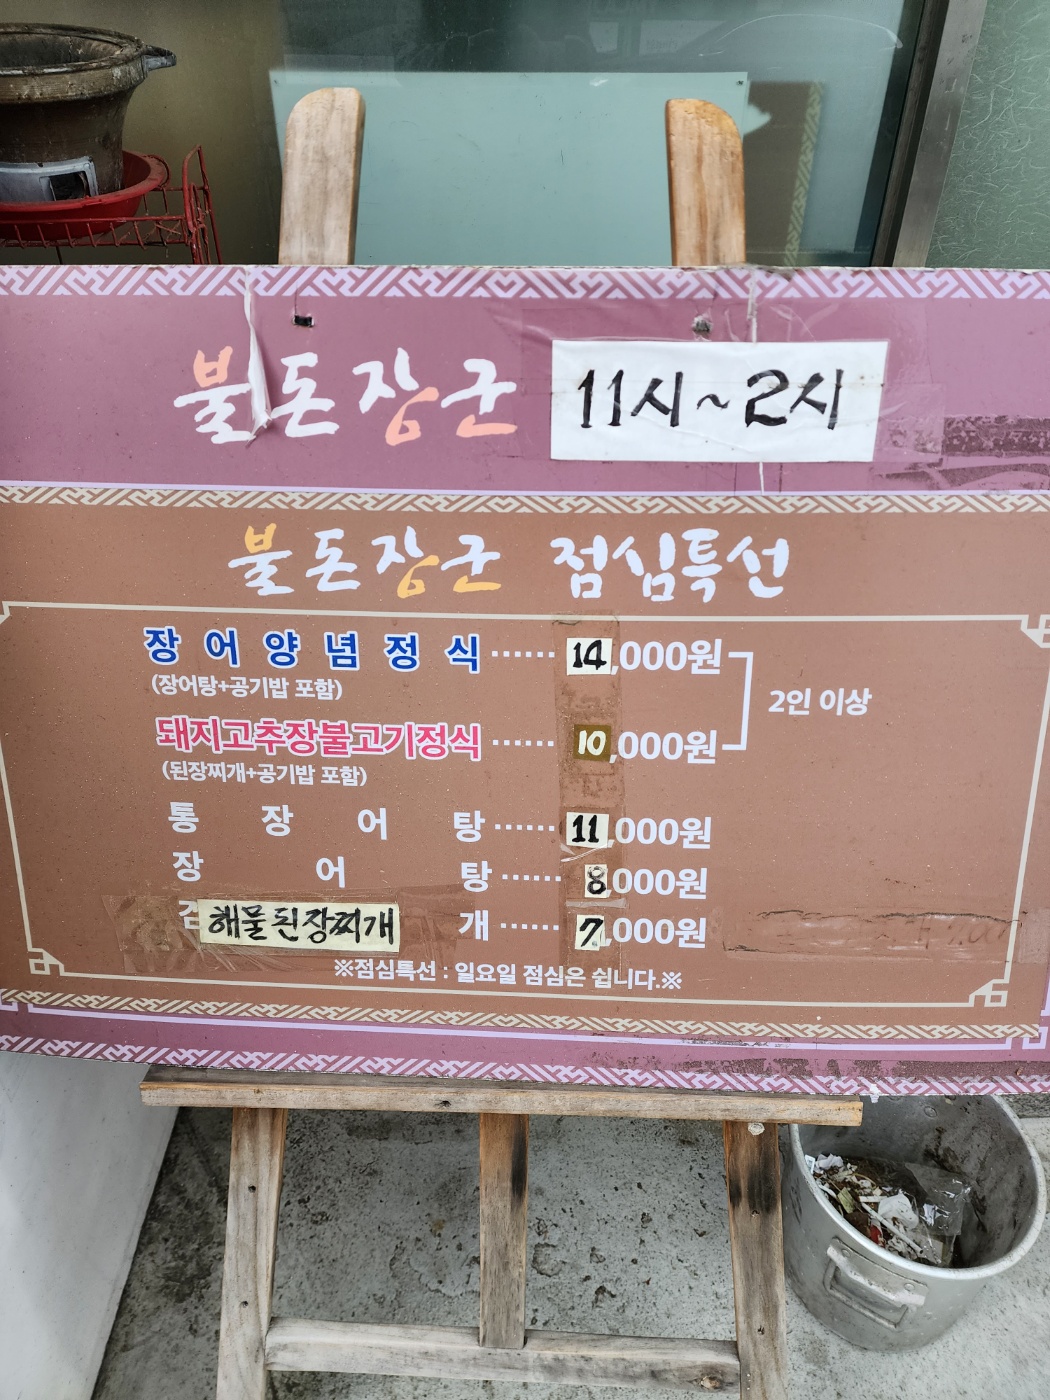 불돈장군 11시~2시
불돈장군 점심특선
장어양념정식 ······ 14,000원
(장어탕+공기밥 포함)
2인 이상
돼지고추장불고기정식 ······ 10,000원
(된장찌개+공기밥 포함)
통장어탕 ······ 11,000원
장어탕 ······ 8,000원
해물된장찌개 개 ······ 7,000원
※점심특선 : 일요일 점심은 쉽니다.※